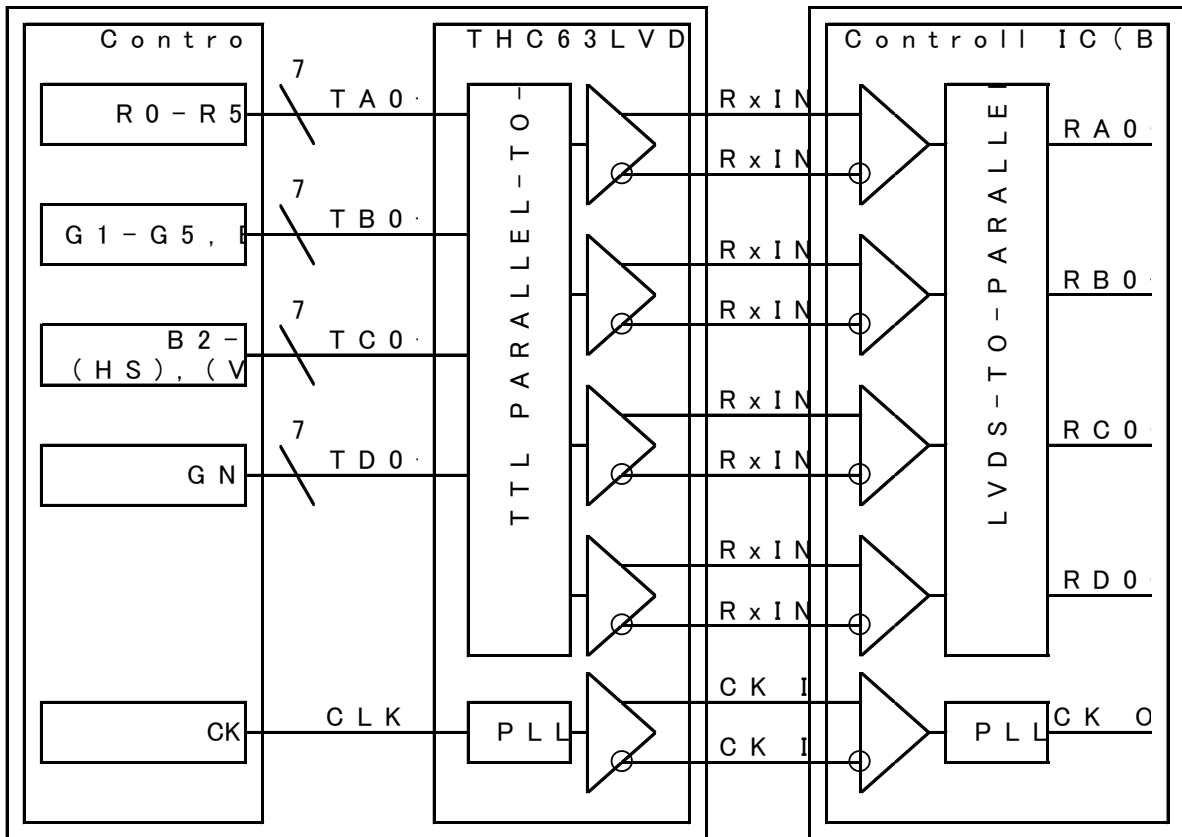 Contro
THC63LVD
Controll IC(B
R0-R5
7
TA0
G1-G5,
7
TB0
B2-
(HS),(V
7
TC0
GN
7
TD0
CK
CLK
TTL PARALLEL-TO-
PLL
RxIN
RxIN
RxIN
RxIN
RxIN
RxIN
RxIN
RxIN
CK I
CK I
LVDS-TO-PARALLE
PLL
RA0
RB0
RC0
RD0
CK O